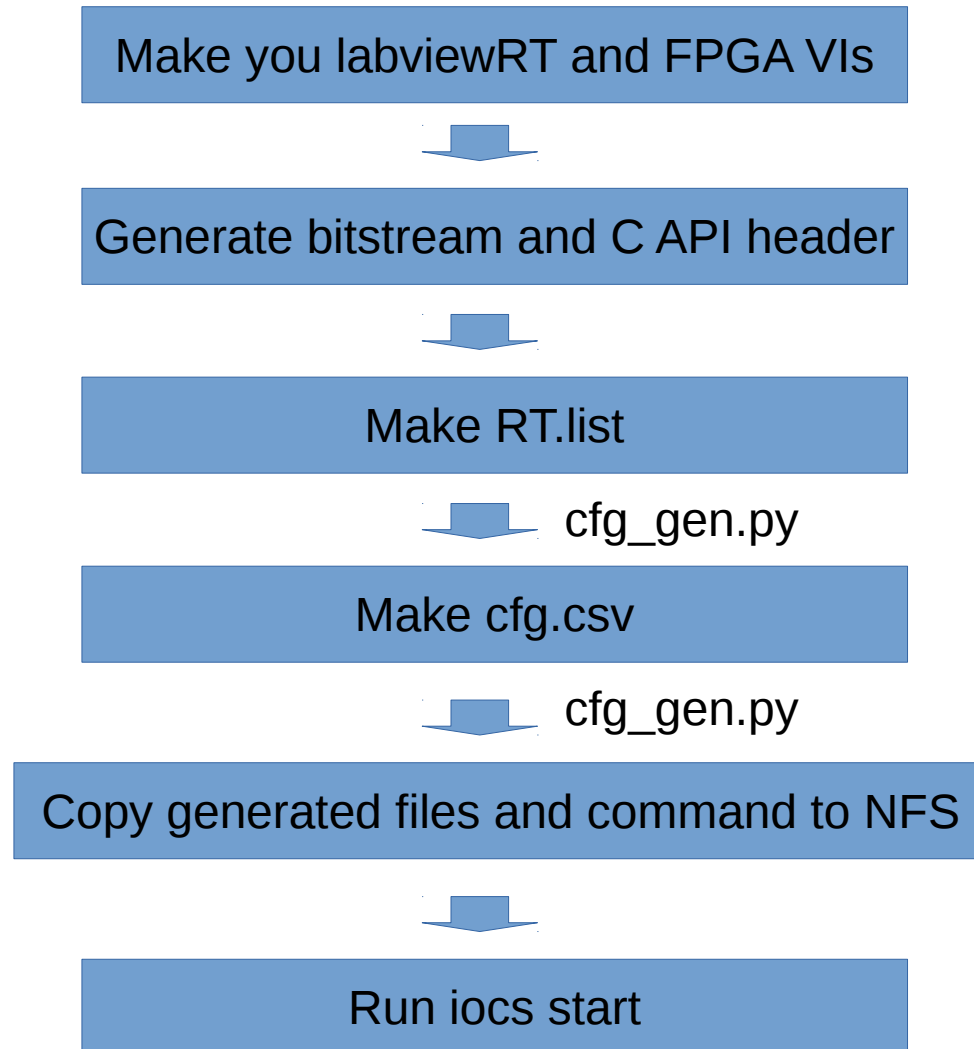 Make you labviewRT and FPGA VIs
Generate bitstream and C API header
Make RT.list
cfg_gen.py
Make cfg.csv
cfg_gen.py
Copy generated files and command to NFS
Run iocs start